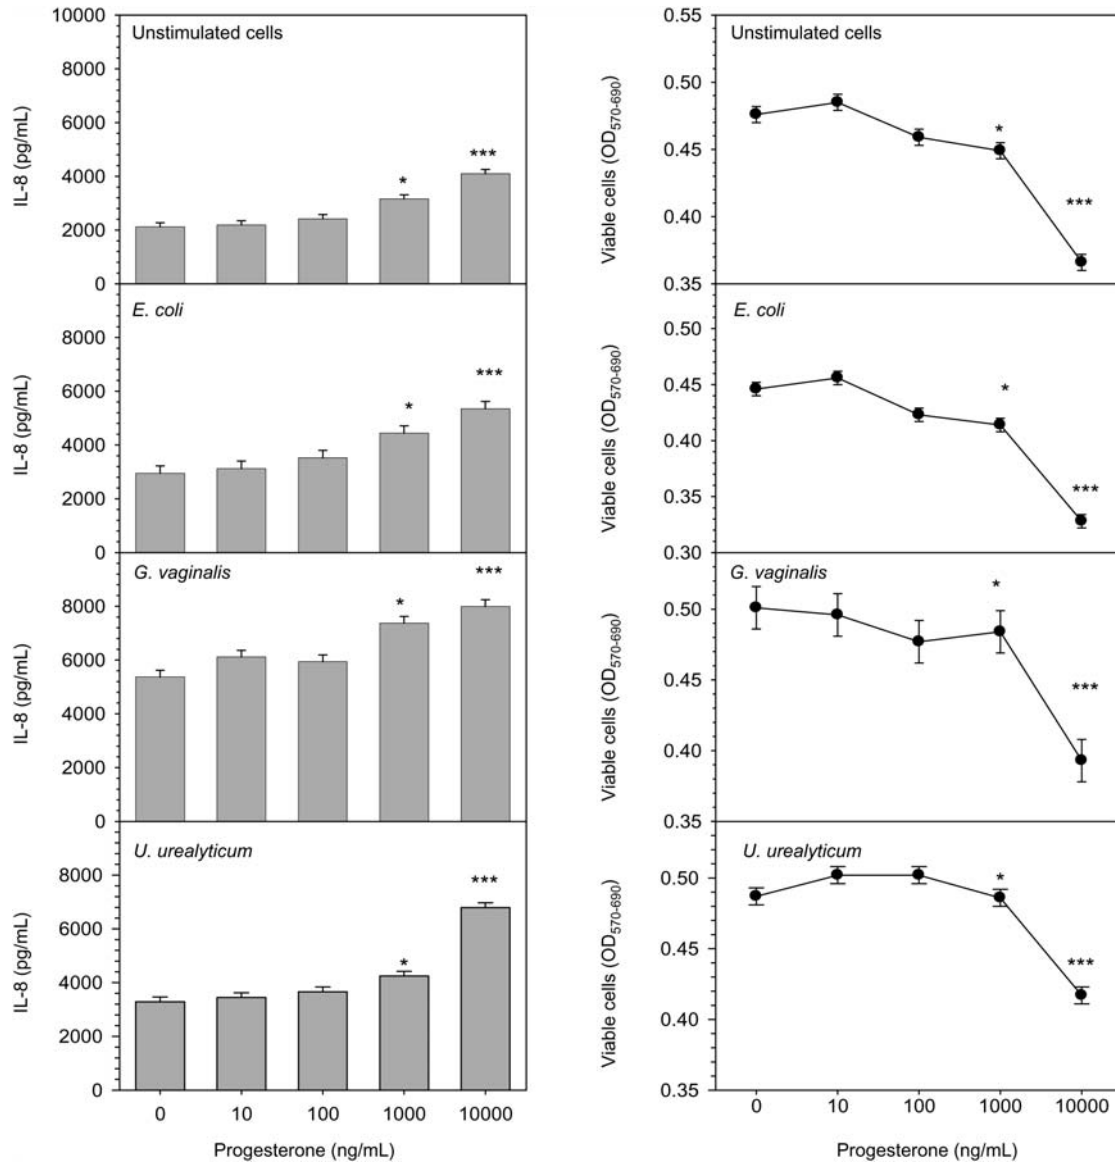 Unstimulated cells
10000
8000
6000
4000
2000
0
IL-8 (pg/mL)
*
***
E. coli
8000
6000
4000
2000
0
IL-8 (pg/mL)
*
***
G. vaginalis
8000
6000
4000
2000
0
IL-8 (pg/mL)
*
***
U. urealyticum
8000
6000
4000
2000
0
IL-8 (pg/mL)
*
***
0 10 100 1000 10000
Progesterone (ng/mL)
Unstimulated cells
0.55
0.50
0.45
0.40
0.35
Viable cells (OD570-690)
*
***
E. coli
0.50
0.45
0.40
0.35
0.30
Viable cells (OD570-690)
*
***
G. vaginalis
0.50
0.45
0.40
0.35
Viable cells (OD570-690)
*
***
U. urealyticum
0.50
0.45
0.40
0.35
Viable cells (OD570-690)
*
***
0 10 100 1000 10000
Progesterone (ng/mL)